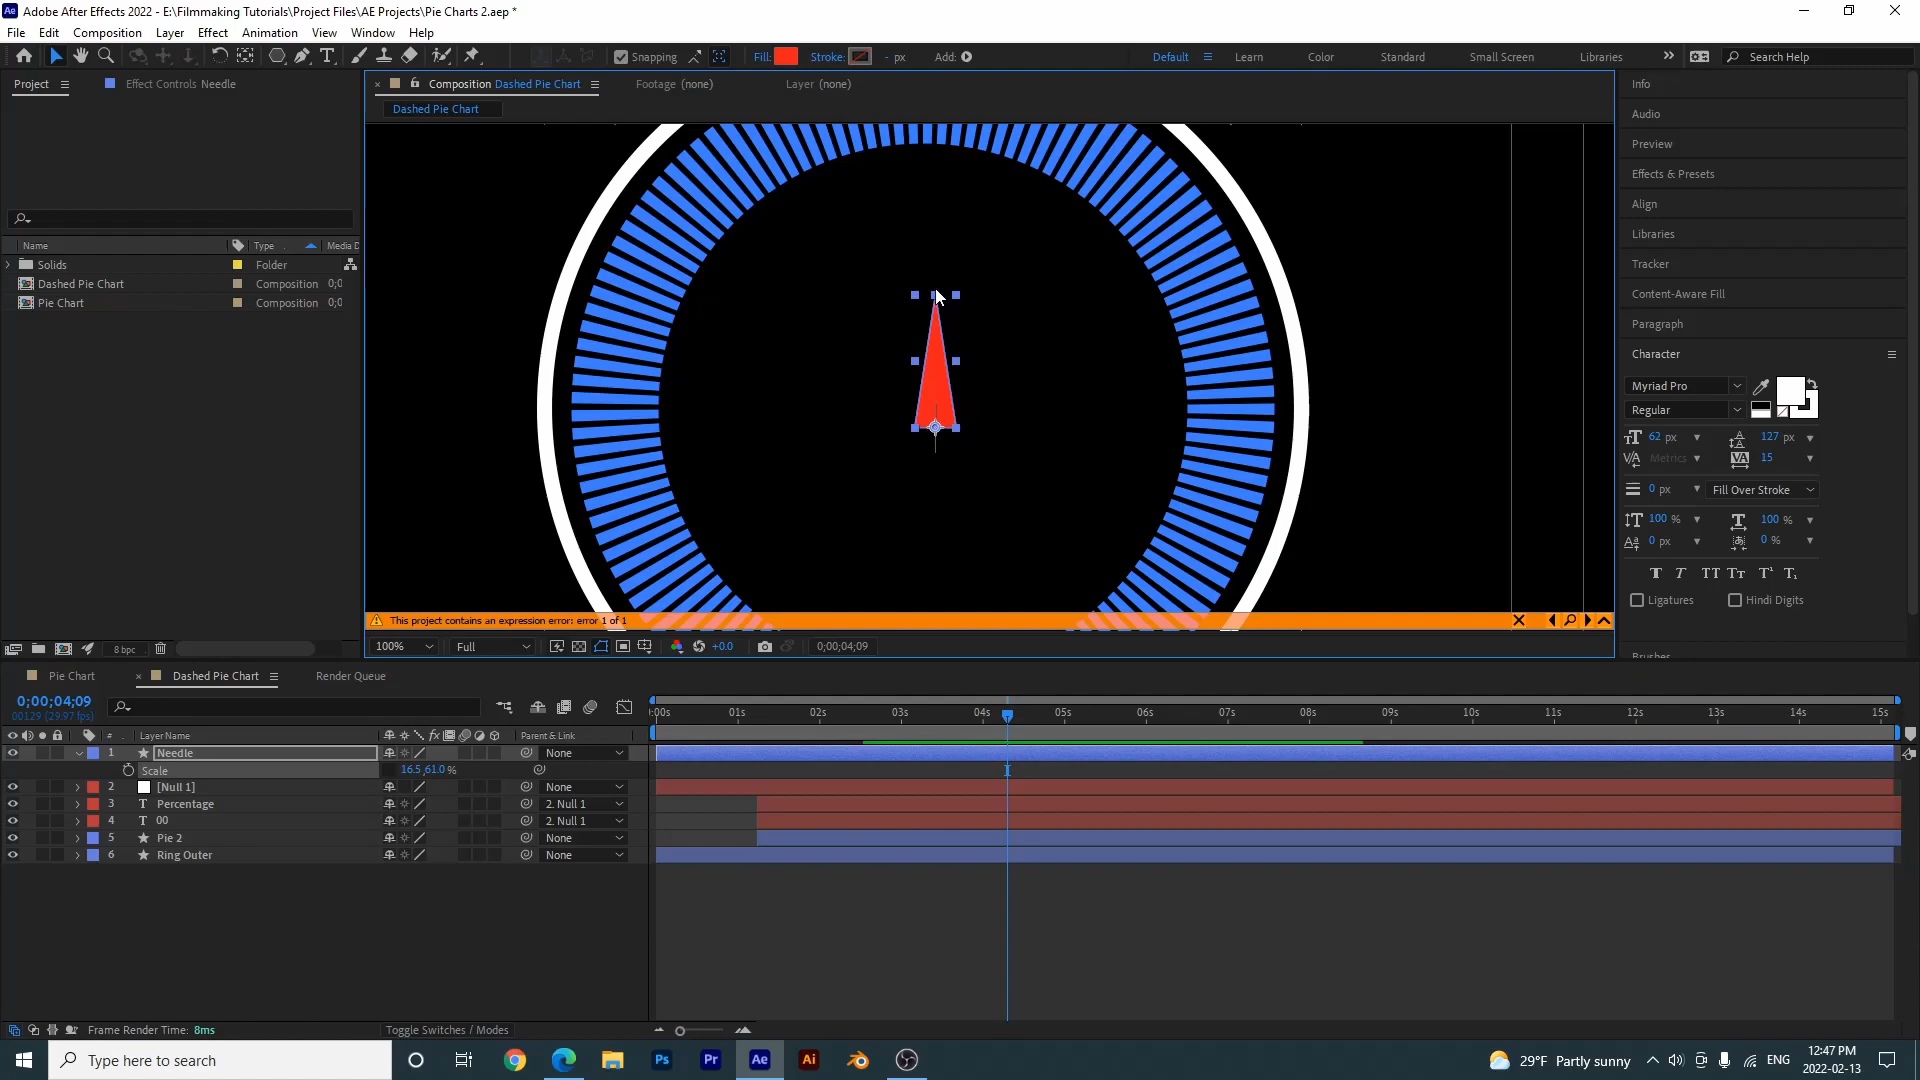 Adobe After Effects 2022 - E:\Filmmaking Tutorials\Project Files\AE Projects\Pie Charts 2.aep *
File Edit Composition Layer Effect Animation View Window Help
Snapping Fill: Stroke: - px Add: Default Learn Color Standard Small Screen Libraries Search Help
Project Effect Controls Needle
Composition Dashed Pie Chart Footage (none) Layer (none)
Dashed Pie Chart
Name Type Media D
Solids Folder
Dashed Pie Chart Composition 0;0
Pie Chart Composition 0;0
8 bpc
This project contains an expression error: error 1 of 1
100% Full +0.0 0;00;04;09
Info
Audio
Preview
Effects & Presets
Align
Libraries
Tracker
Content-Aware Fill
Paragraph
Character
Myriad Pro
Regular
62 px 127 px
Metrics 15
0 px Fill Over Stroke
100 % 100 %
0 px 0 %
Ligatures Hindi Digits
Brushes
Pie Chart Dashed Pie Chart Render Queue
0;00;04;09
00129 (29.97 fps)
:00s 01s 02s 03s 04s 05s 06s 07s 08s 09s 10s 11s 12s 13s 14s 15s
# Layer Name Parent & Link
1 Needle None
Scale 16.5,61.0 %
2 [Null 1] None
3 Percentage 2. Null 1
4 00 2. Null 1
5 Pie 2 None
6 Ring Outer None
Frame Render Time: 8ms Toggle Switches / Modes
Type here to search
29°F Partly sunny ENG 12:47 PM
2022-02-13